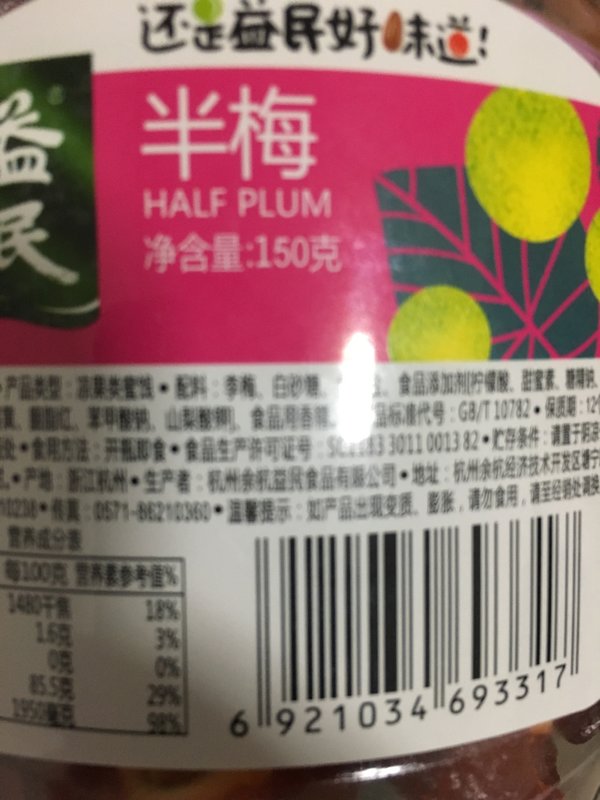 还是益民好味道!
益民
半梅
HALF PLUM
净含量:150克
产品类型:凉果类蜜饯•配料:李梅、白砂糖、 食品添加剂[柠檬酸、甜蜜素、糖精钠、
胭脂红、苯甲酸钠、山梨酸钾]、食品用香精 品标准代号:GB/T 10782•保质期:12
•食用方法:开瓶即食•食品生产许可证号: 3011 0013 82•贮存条件:请置于阴凉
•产地:浙江杭州•生产者:杭州余杭益民食品有限公司•地址:杭州余杭经济技术开发区塘宁
10238•传真:0571-86210360•温馨提示:如产品出现变质、膨胀,请勿食用,请至经销处调换
营养成分表
每100克 营养素参考值%
1480千焦 18%
1.6克 3%
0克 0%
85.5克 29%
1950毫克 98%
6 921034 693317